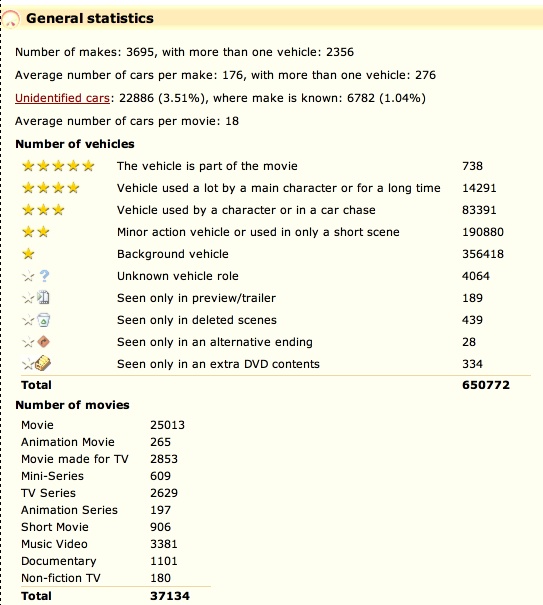 General statistics
Number of makes: 3695, with more than one vehicle: 2356
Average number of cars per make: 176, with more than one vehicle: 276
Unidentified cars: 22886 (3.51%), where make is known: 6782 (1.04%)
Average number of cars per movie: 18
Number of vehicles
The vehicle is part of the movie 738
Vehicle used a lot by a main character or for a long time 14291
Vehicle used by a character or in a car chase 83391
Minor action vehicle or used in only a short scene 190880
Background vehicle 356418
? Unknown vehicle role 4064
Seen only in preview/trailer 189
Seen only in deleted scenes 439
Seen only in an alternative ending 28
Seen only in an extra DVD contents 334
Total 650772
Number of movies
Movie 25013
Animation Movie 265
Movie made for TV 2853
Mini-Series 609
TV Series 2629
Animation Series 197
Short Movie 906
Music Video 3381
Documentary 1101
Non-fiction TV 180
Total 37134